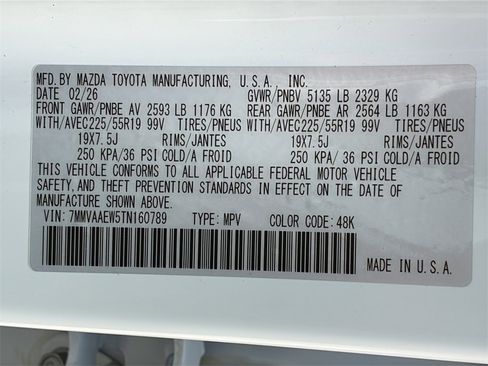 MFD. BY MAZDA TOYOTA MANUFACTURING, U.S.A., INC.
DATE 02/26 GVWR/PNBV 5135 LB 2329 KG
FRONT GAWR/PNBE AV 2593 LB 1176 KG REAR GAWR/PNBE AR 2564 LB 1163 KG
WITH/AVEC225/55R19 99V TIRES/PNEUS WITH/AVEC225/55R19 99V TIRES/PNEUS
19X7.5J RIMS/JANTES 19X7.5J RIMS/JANTES
250 KPA/36 PSI COLD/A FROID 250 KPA/36 PSI COLD/A FROID
THIS VEHICLE CONFORMS TO ALL APPLICABLE FEDERAL MOTOR VEHICLE
SAFETY, AND THEFT PREVENTION STANDARDS IN EFFECT ON THE DATE OF
MANUFACTURE SHOWN ABOVE.
VIN: 7MMVAAEW5TN160789 TYPE: MPV COLOR CODE: 48K
MADE IN U.S.A.